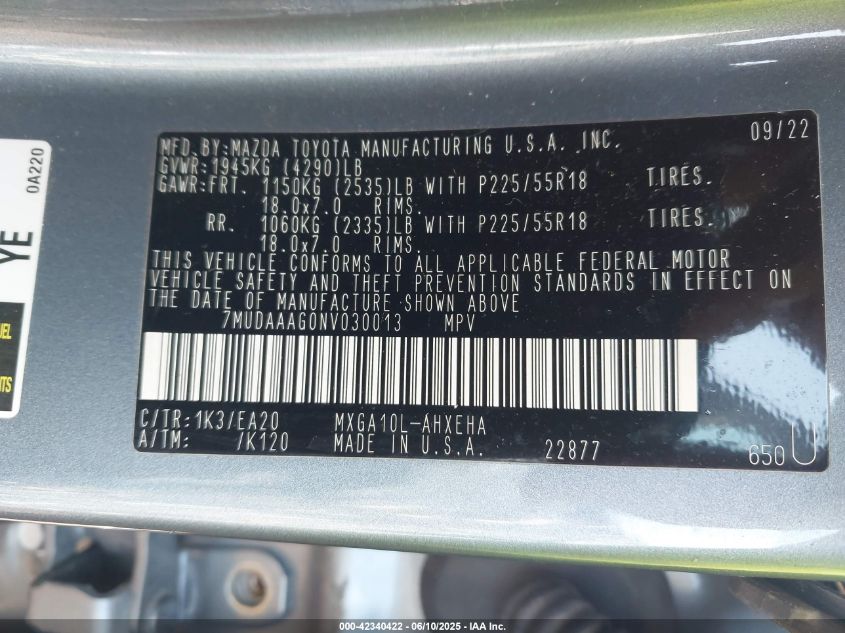 0A220
YE
MFD.BY:MAZDA TOYOTA MANUFACTURING U.S.A. INC. 09/22
GVWR:1945KG (4290)LB
GAWR:FRT. 1150KG (2535)LB WITH P225/55R18 TIRES.
18.0x7.0 RIMS.
RR. 1060KG (2335)LB WITH P225/55R18 TIRES.
18.0x7.0 RIMS.
THIS VEHICLE CONFORMS TO ALL APPLICABLE FEDERAL MOTOR
VEHICLE SAFETY AND THEFT PREVENTION STANDARDS IN EFFECT ON
THE DATE OF MANUFACTURE SHOWN ABOVE
7MUDAAAG0NV030013 MPV
C/TR:1K3/EA20 MXGA10L-AHXEHA
A/TM: /K120 MADE IN U.S.A. 22877 650U
000-42340422 - 06/10/2025 - IAA Inc.